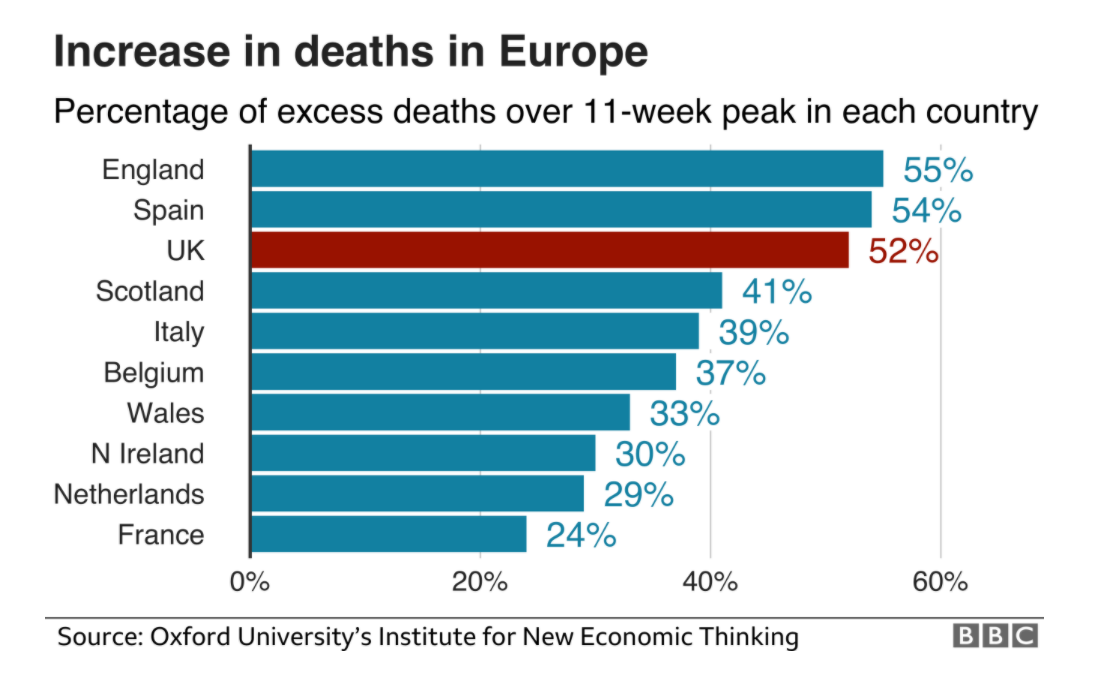 Increase in deaths in Europe
Percentage of excess deaths over 11-week peak in each country
England 55%
Spain 54%
UK 52%
Scotland 41%
Italy 39%
Belgium 37%
Wales 33%
N Ireland 30%
Netherlands 29%
France 24%
0% 20% 40% 60%
Source: Oxford University's Institute for New Economic Thinking BBC